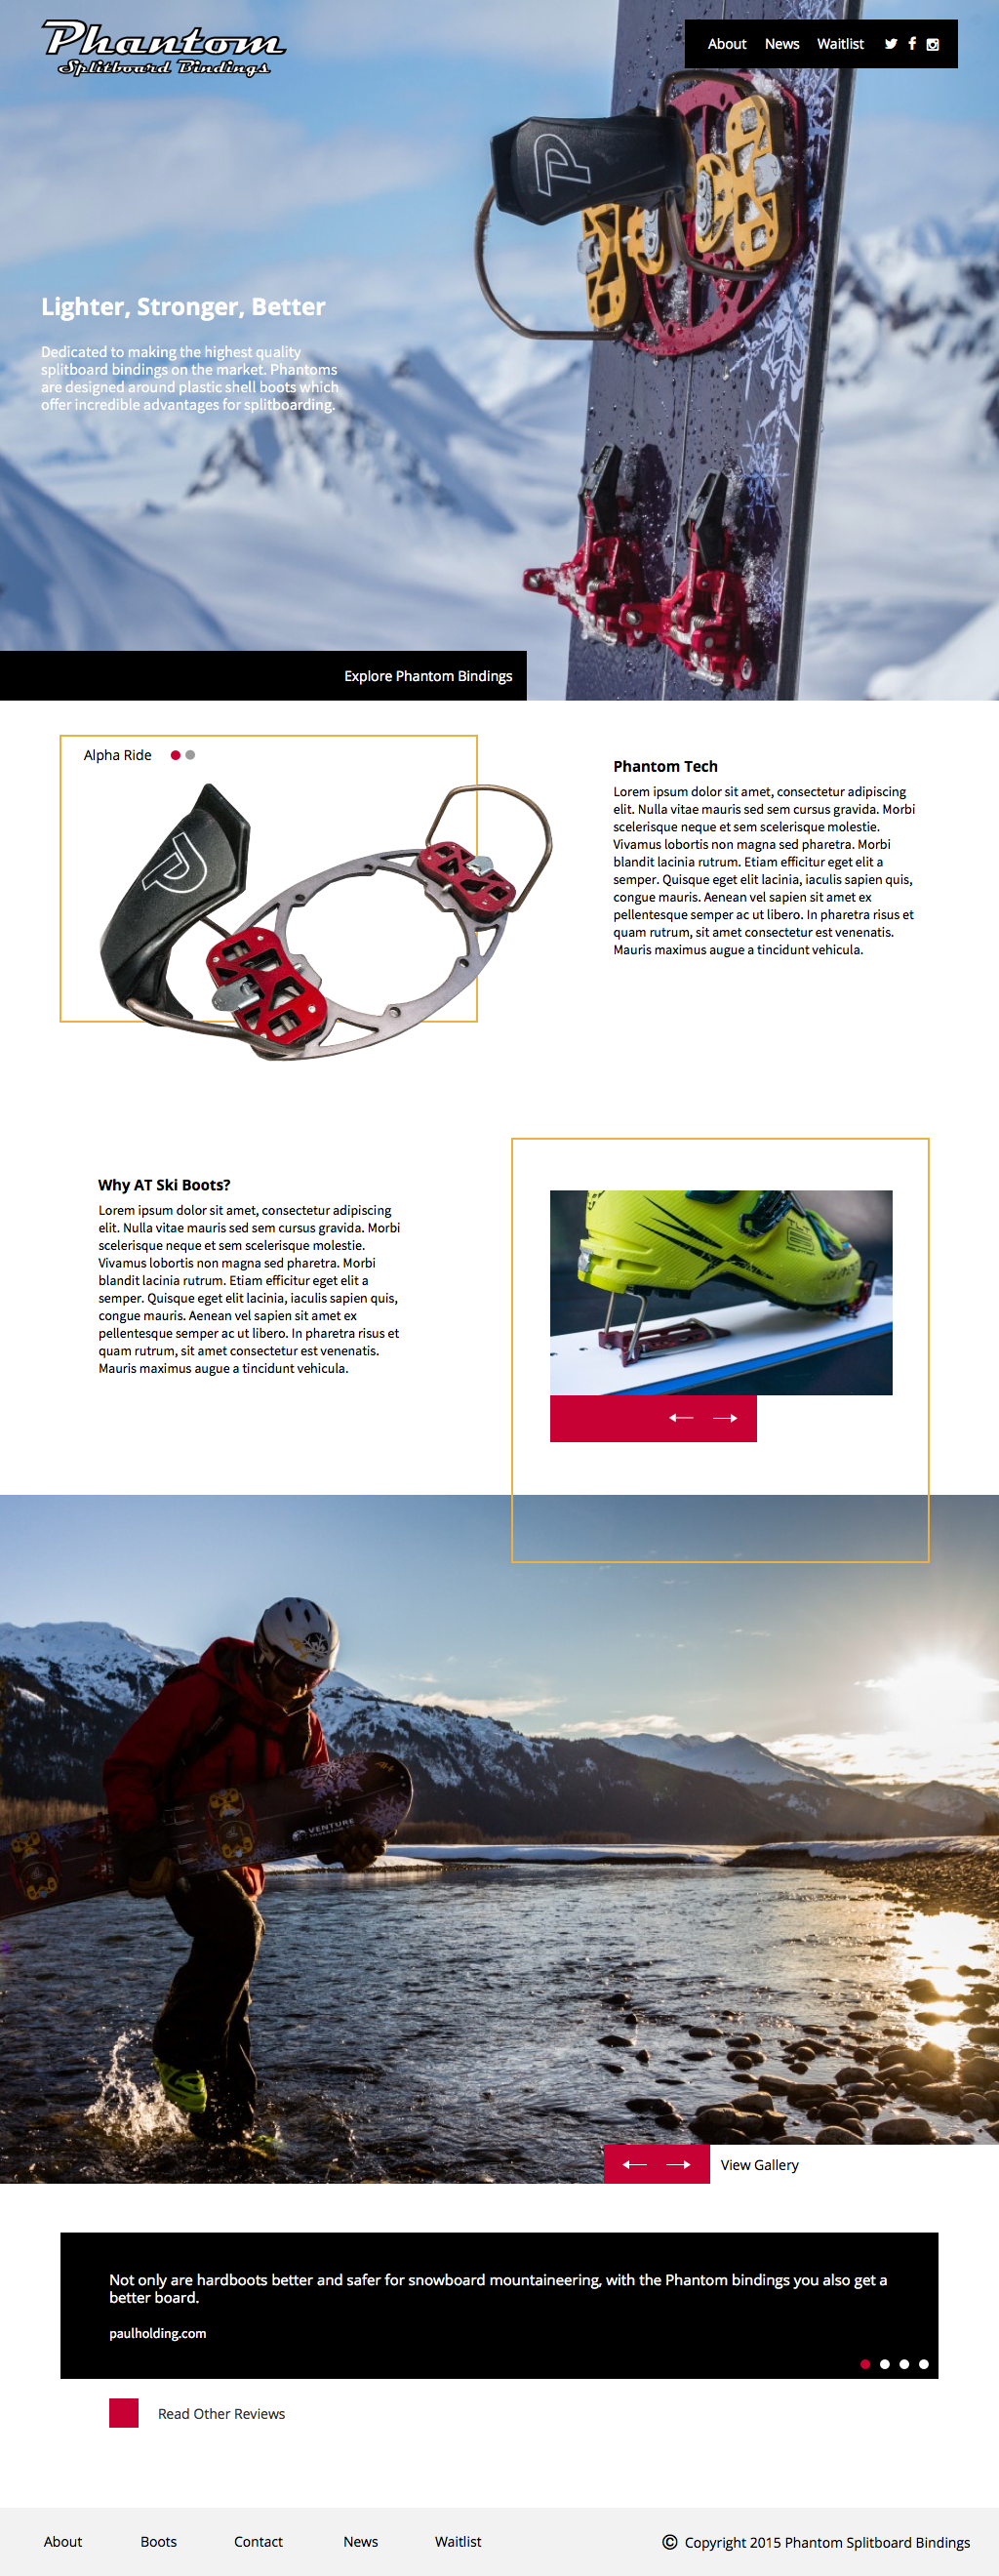 Phantom
Splitboard Bindings
About News Waitlist
Lighter, Stronger, Better
Dedicated to making the highest quality
splitboard bindings on the market. Phantoms
are designed around plastic shell boots which
offer incredible advantages for splitboarding.
Explore Phantom Bindings
Alpha Ride
Phantom Tech
Lorem ipsum dolor sit amet, consectetur adipiscing
elit. Nulla vitae mauris sed sem cursus gravida. Morbi
scelerisque neque et sem scelerisque molestie.
Vivamus lobortis non magna sed pharetra. Morbi
blandit lacinia rutrum. Etiam efficitur eget elit a
semper. Quisque eget elit lacinia, iaculis sapien quis,
congue mauris. Aenean vel sapien sit amet ex
pellentesque semper ac ut libero. In pharetra risus et
quam rutrum, sit amet consectetur est venenatis.
Mauris maximus augue a tincidunt vehicula.
Why AT Ski Boots?
Lorem ipsum dolor sit amet, consectetur adipiscing
elit. Nulla vitae mauris sed sem cursus gravida. Morbi
scelerisque neque et sem scelerisque molestie.
Vivamus lobortis non magna sed pharetra. Morbi
blandit lacinia rutrum. Etiam efficitur eget elit a
semper. Quisque eget elit lacinia, iaculis sapien quis,
congue mauris. Aenean vel sapien sit amet ex
pellentesque semper ac ut libero. In pharetra risus et
quam rutrum, sit amet consectetur est venenatis.
Mauris maximus augue a tincidunt vehicula.
TLT
VENTURE
View Gallery
Not only are hardboots better and safer for snowboard mountaineering, with the Phantom bindings you also get a
better board.
paulholding.com
Read Other Reviews
About Boots Contact News Waitlist © Copyright 2015 Phantom Splitboard Bindings